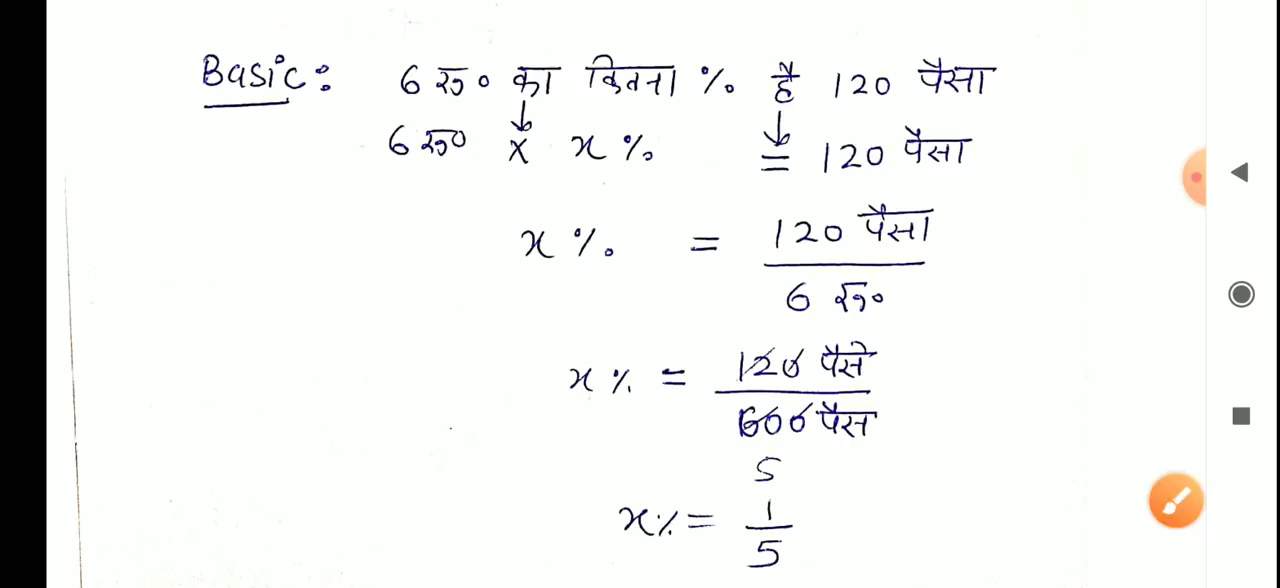 Basic: 6 रू० का कितना % है 120 पैसा
6 रू० × x % = 120 पैसा
x % = 120 पैसा / 6 रू०
x % = 120 पैसे / 600 पैस
5
x% = 1/5